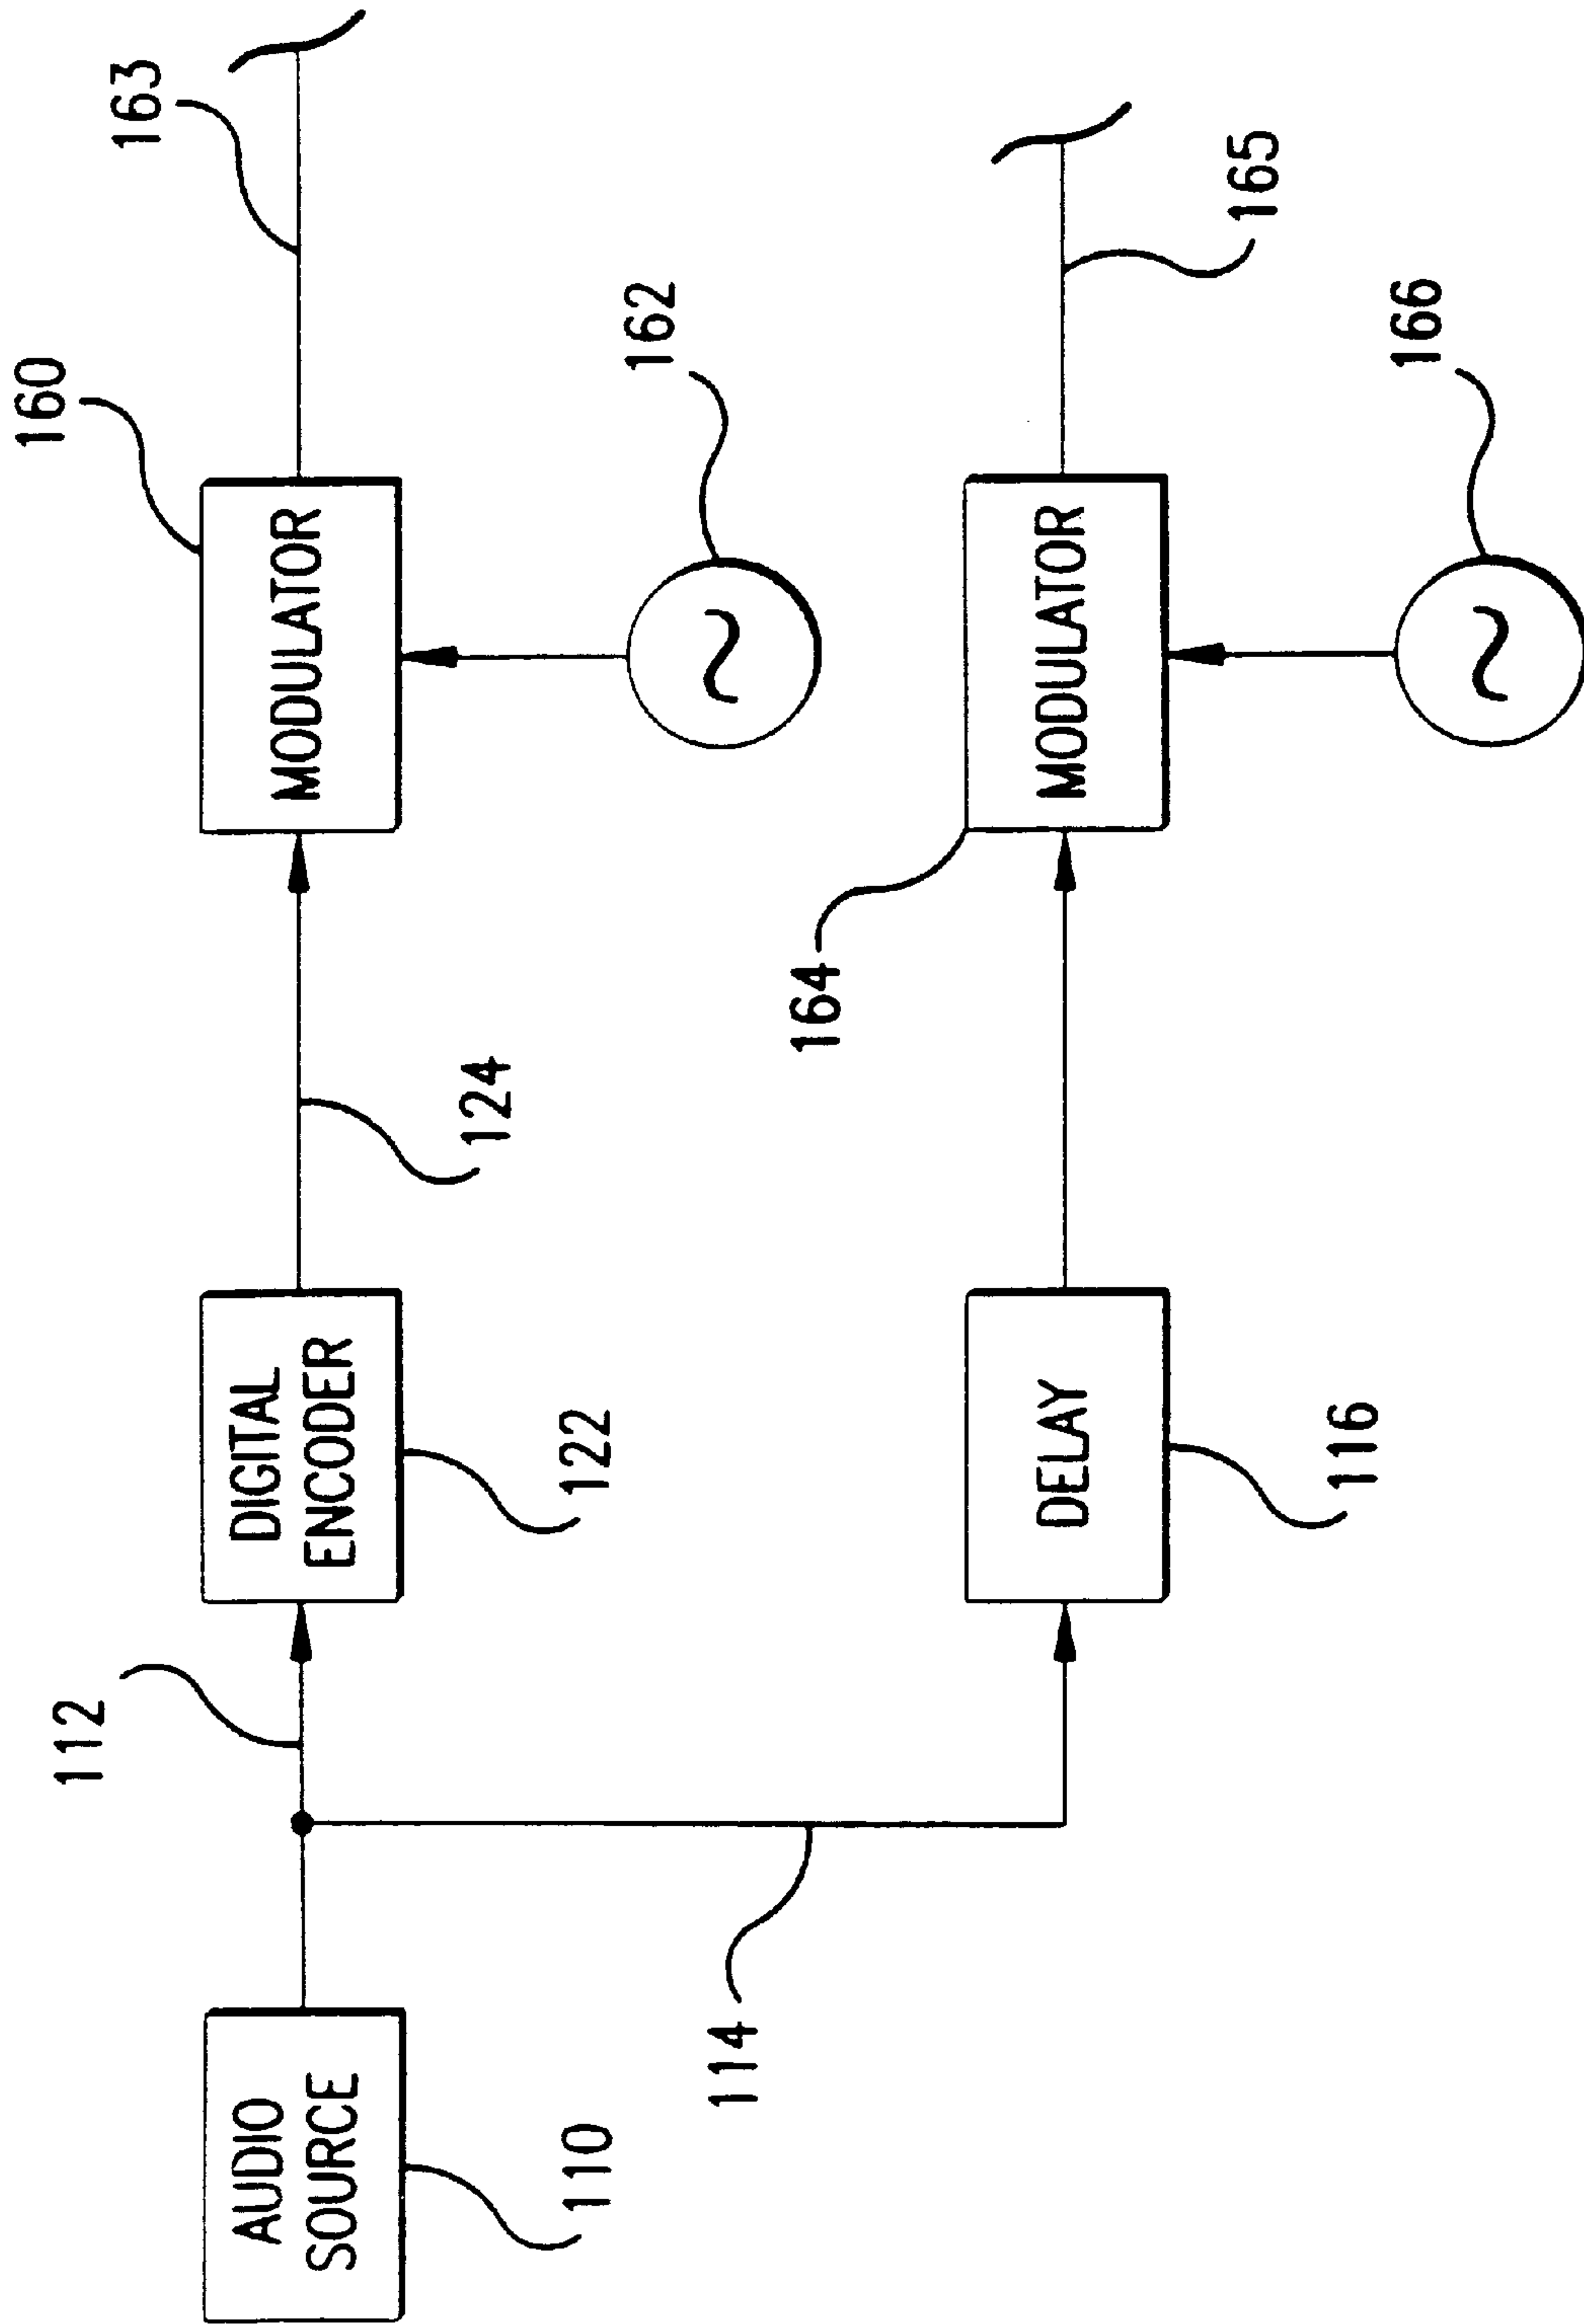 163
160
MODULATOR
162
124
DIGITAL
ENCODER
122
112
AUDIO
SOURCE
110
114
165
MODULATOR
166
164
DELAY
116